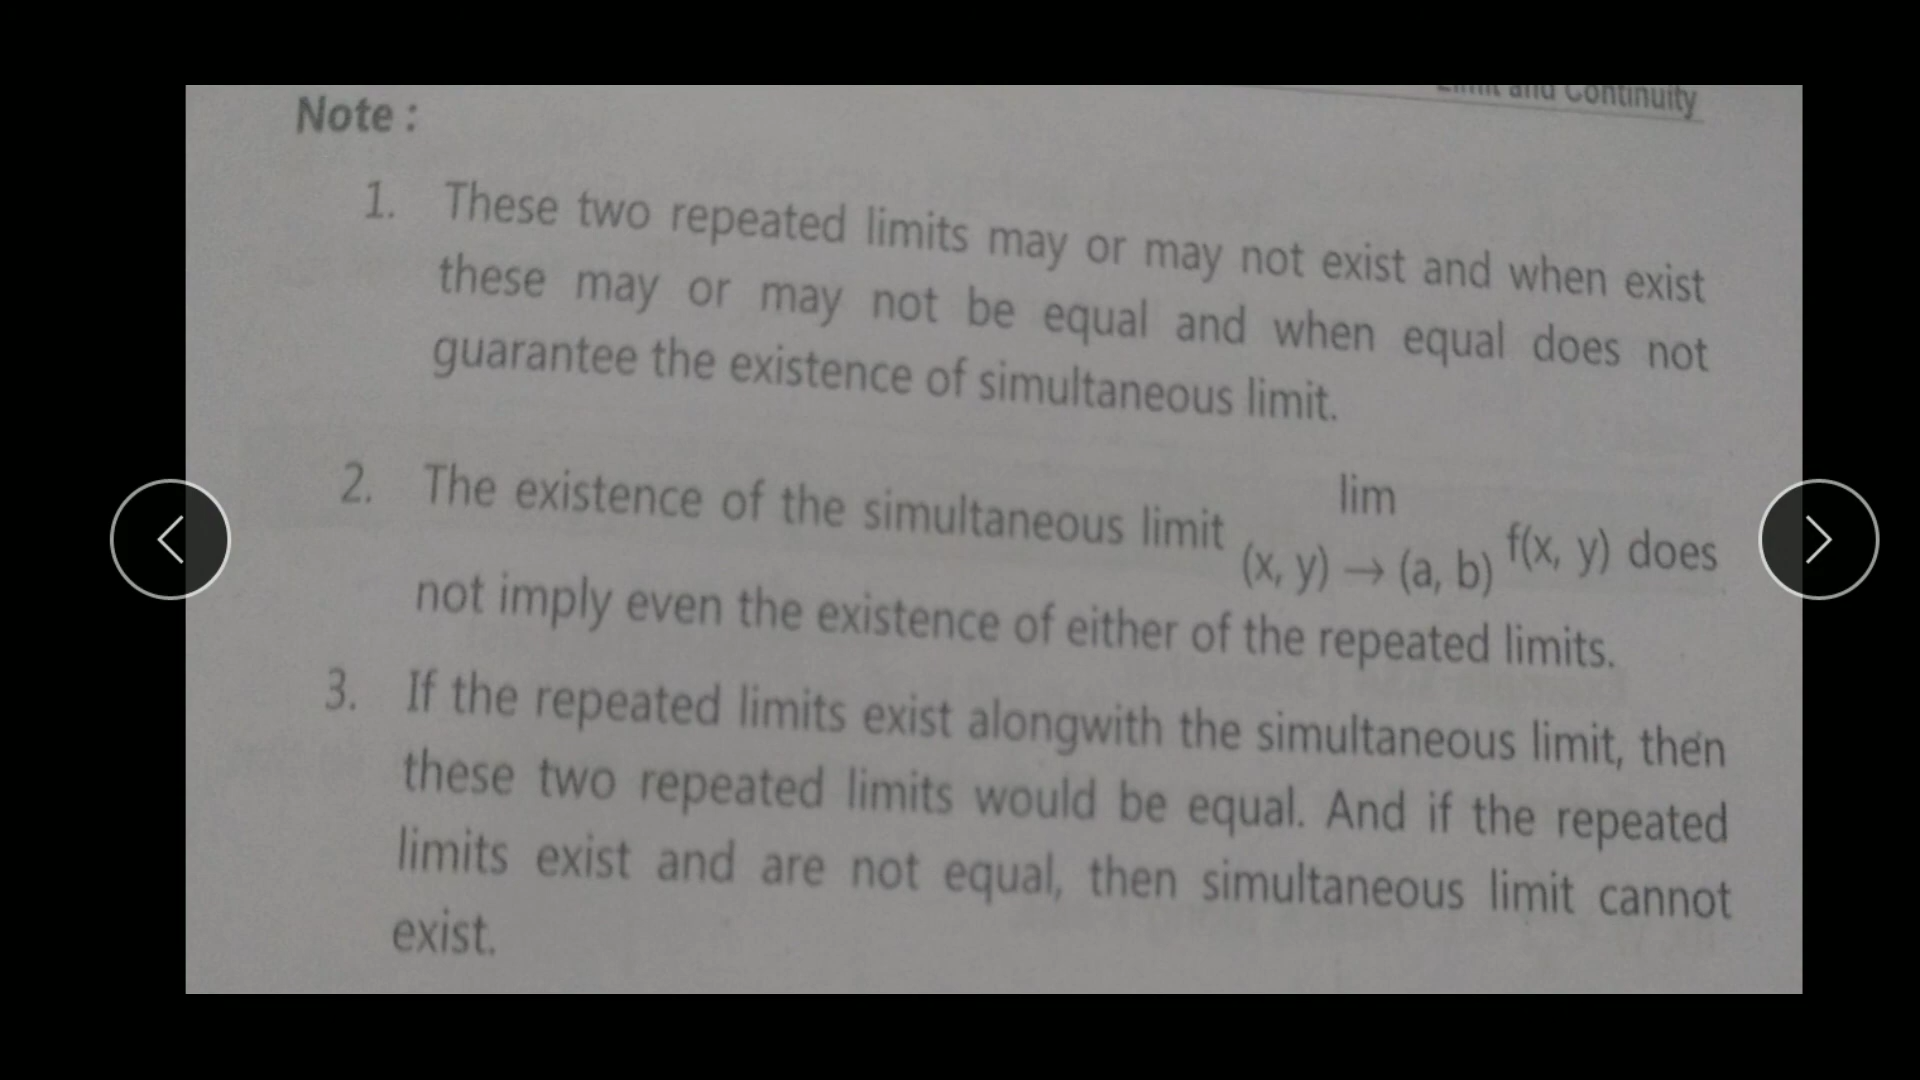 Limit and Continuity
Note :
1. These two repeated limits may or may not exist and when exist
these may or may not be equal and when equal does not
guarantee the existence of simultaneous limit.
2. The existence of the simultaneous limit lim (x, y) → (a, b) f(x, y) does
not imply even the existence of either of the repeated limits.
3. If the repeated limits exist alongwith the simultaneous limit, then
these two repeated limits would be equal. And if the repeated
limits exist and are not equal, then simultaneous limit cannot
exist.